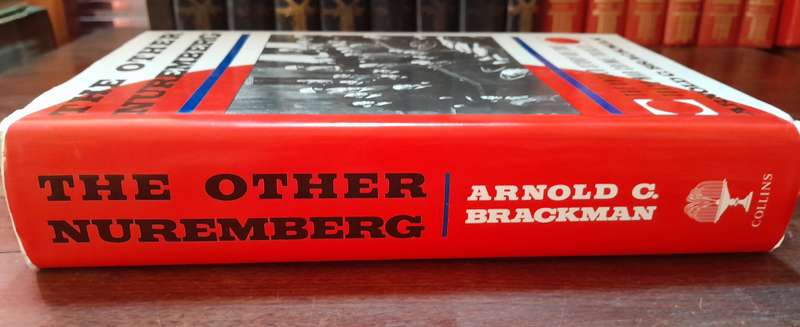 THE OTHER
NUREMBERG
ARNOLD C.
BRACKMAN
COLLINS
THE OTHER
NUREMBERG